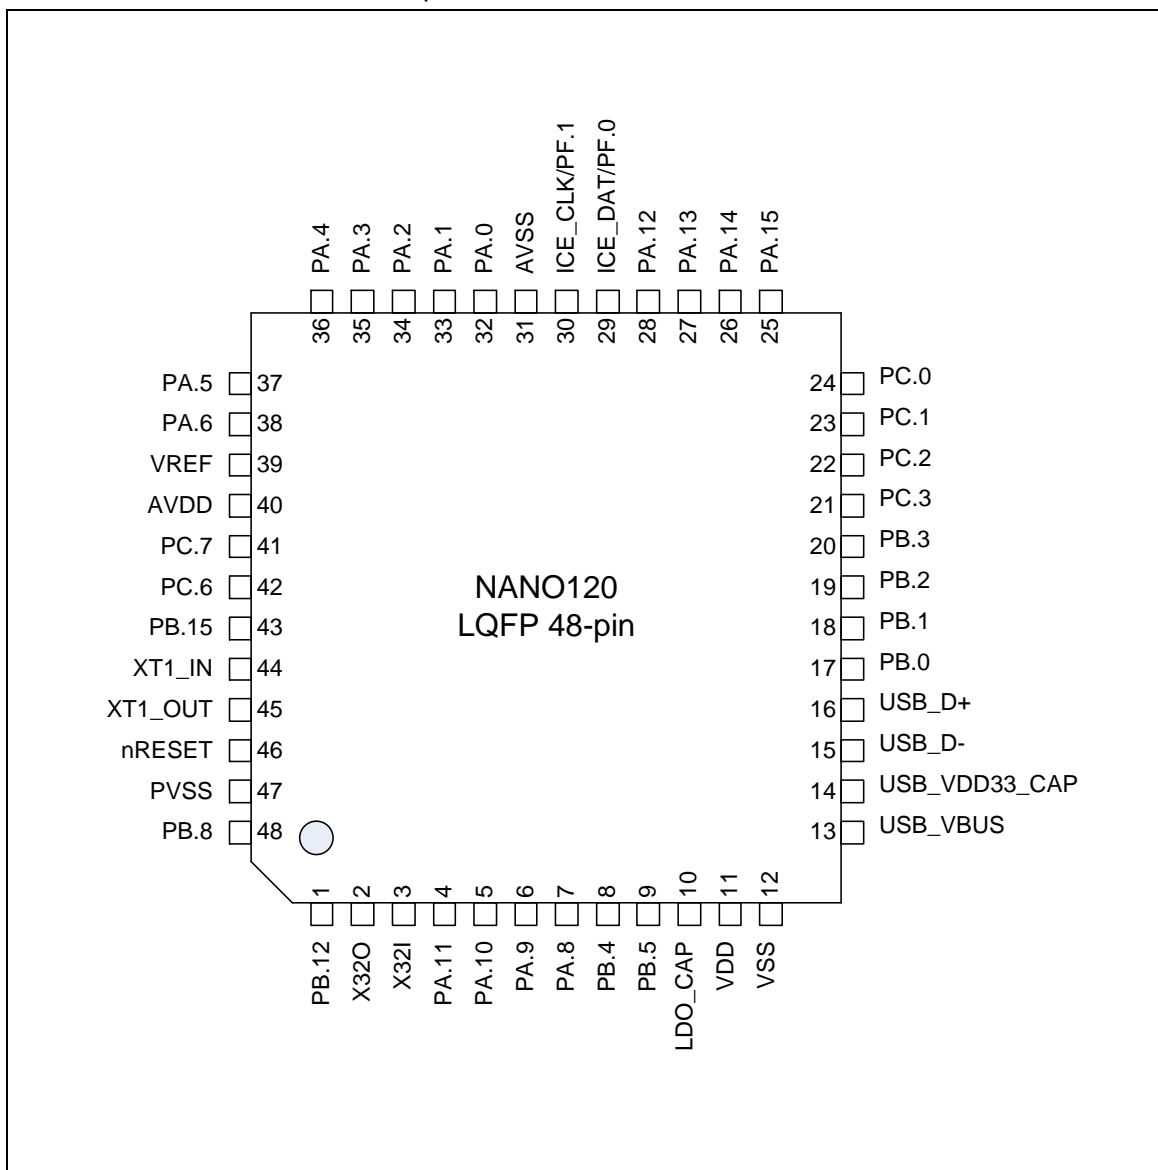 PA.4
PA.3
PA.2
PA.1
PA.0
AVSS
ICE_CLK/PF.1
ICE_DAT/PF.0
PA.12
PA.13
PA.14
PA.15
36
35
34
33
32
31
30
29
28
27
26
25
PA.5 37
PA.6 38
VREF 39
AVDD 40
PC.7 41
PC.6 42
PB.15 43
XT1_IN 44
XT1_OUT 45
nRESET 46
PVSS 47
PB.8 48
NANO120
LQFP 48-pin
24 PC.0
23 PC.1
22 PC.2
21 PC.3
20 PB.3
19 PB.2
18 PB.1
17 PB.0
16 USB_D+
15 USB_D-
14 USB_VDD33_CAP
13 USB_VBUS
1
2
3
4
5
6
7
8
9
10
11
12
PB.12
X32O
X32I
PA.11
PA.10
PA.9
PA.8
PB.4
PB.5
LDO_CAP
VDD
VSS